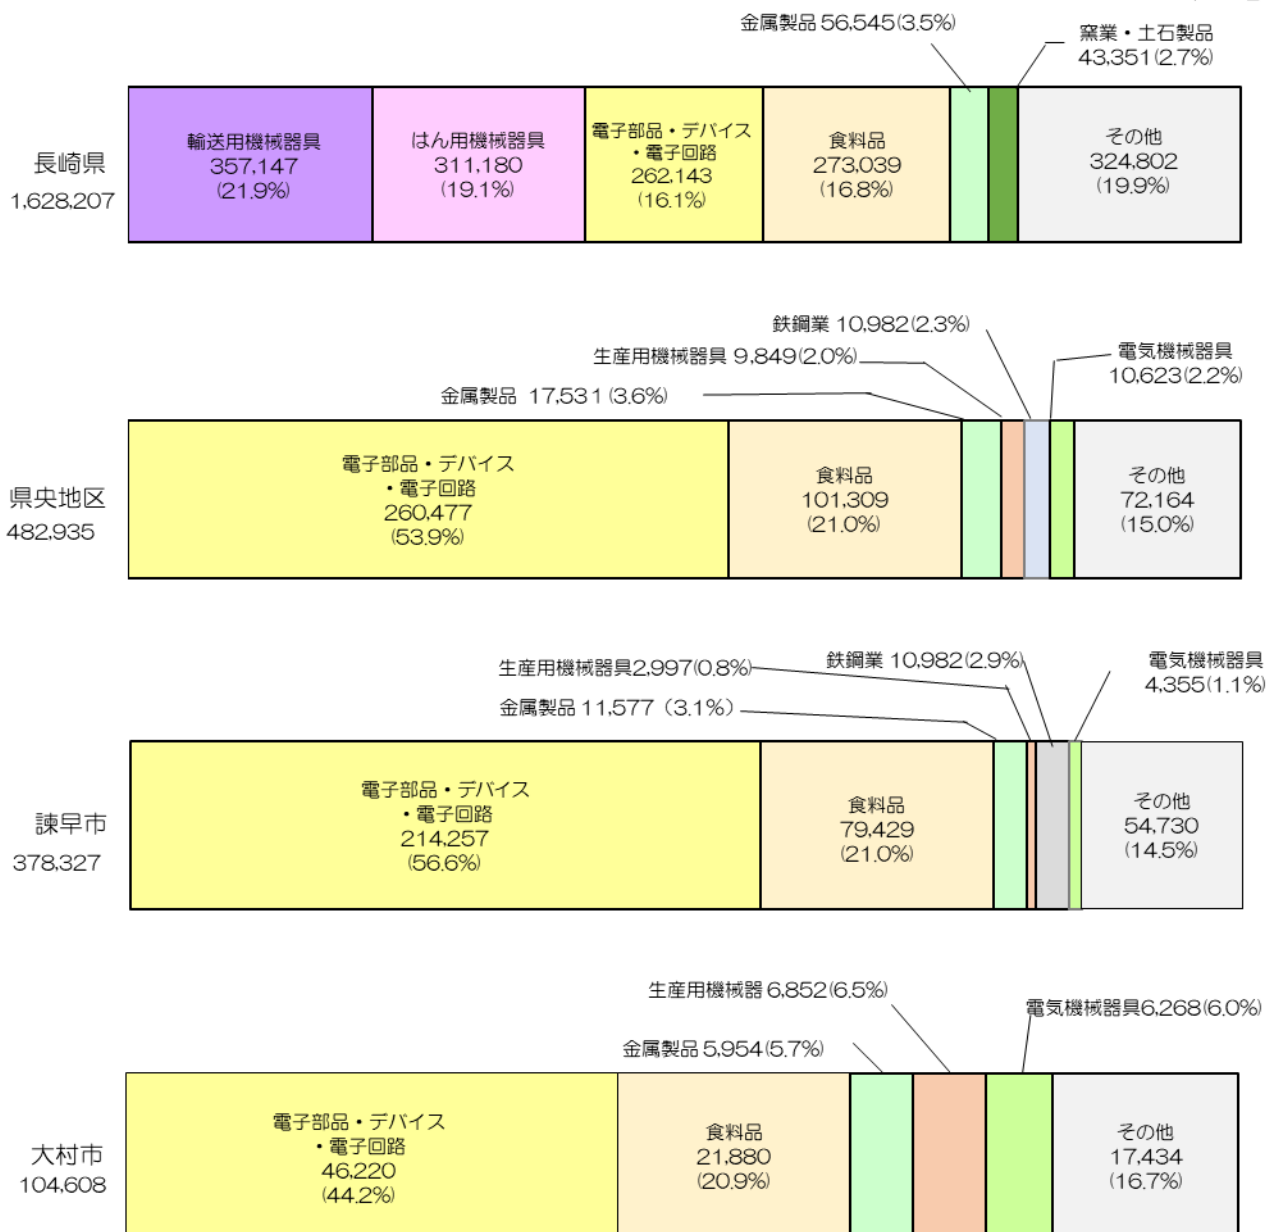 金属製品 56,545(3.5%)
窯業・土石製品
43,351(2.7%)
長崎県
1,628,207
輸送用機械器具
357,147
(21.9%)
はん用機械器具
311,180
(19.1%)
電子部品・デバイス
・電子回路
262,143
(16.1%)
食料品
273,039
(16.8%)
その他
324,802
(19.9%)
鉄鋼業 10,982(2.3%)
生産用機械器具 9,849(2.0%)
電気機械器具
10,623(2.2%)
金属製品 17,531(3.6%)
県央地区
482,935
電子部品・デバイス
・電子回路
260,477
(53.9%)
食料品
101,309
(21.0%)
その他
72,164
(15.0%)
生産用機械器具2,997(0.8%)
鉄鋼業 10,982(2.9%)
電気機械器具
4,355(1.1%)
金属製品 11,577（3.1%）
諫早市
378,327
電子部品・デバイス
・電子回路
214,257
(56.6%)
食料品
79,429
(21.0%)
その他
54,730
(14.5%)
生産用機械器 6,852(6.5%)
電気機械器具6,268(6.0%)
金属製品 5,954(5.7%)
大村市
104,608
電子部品・デバイス
・電子回路
46,220
(44.2%)
食料品
21,880
(20.9%)
その他
17,434
(16.7%)